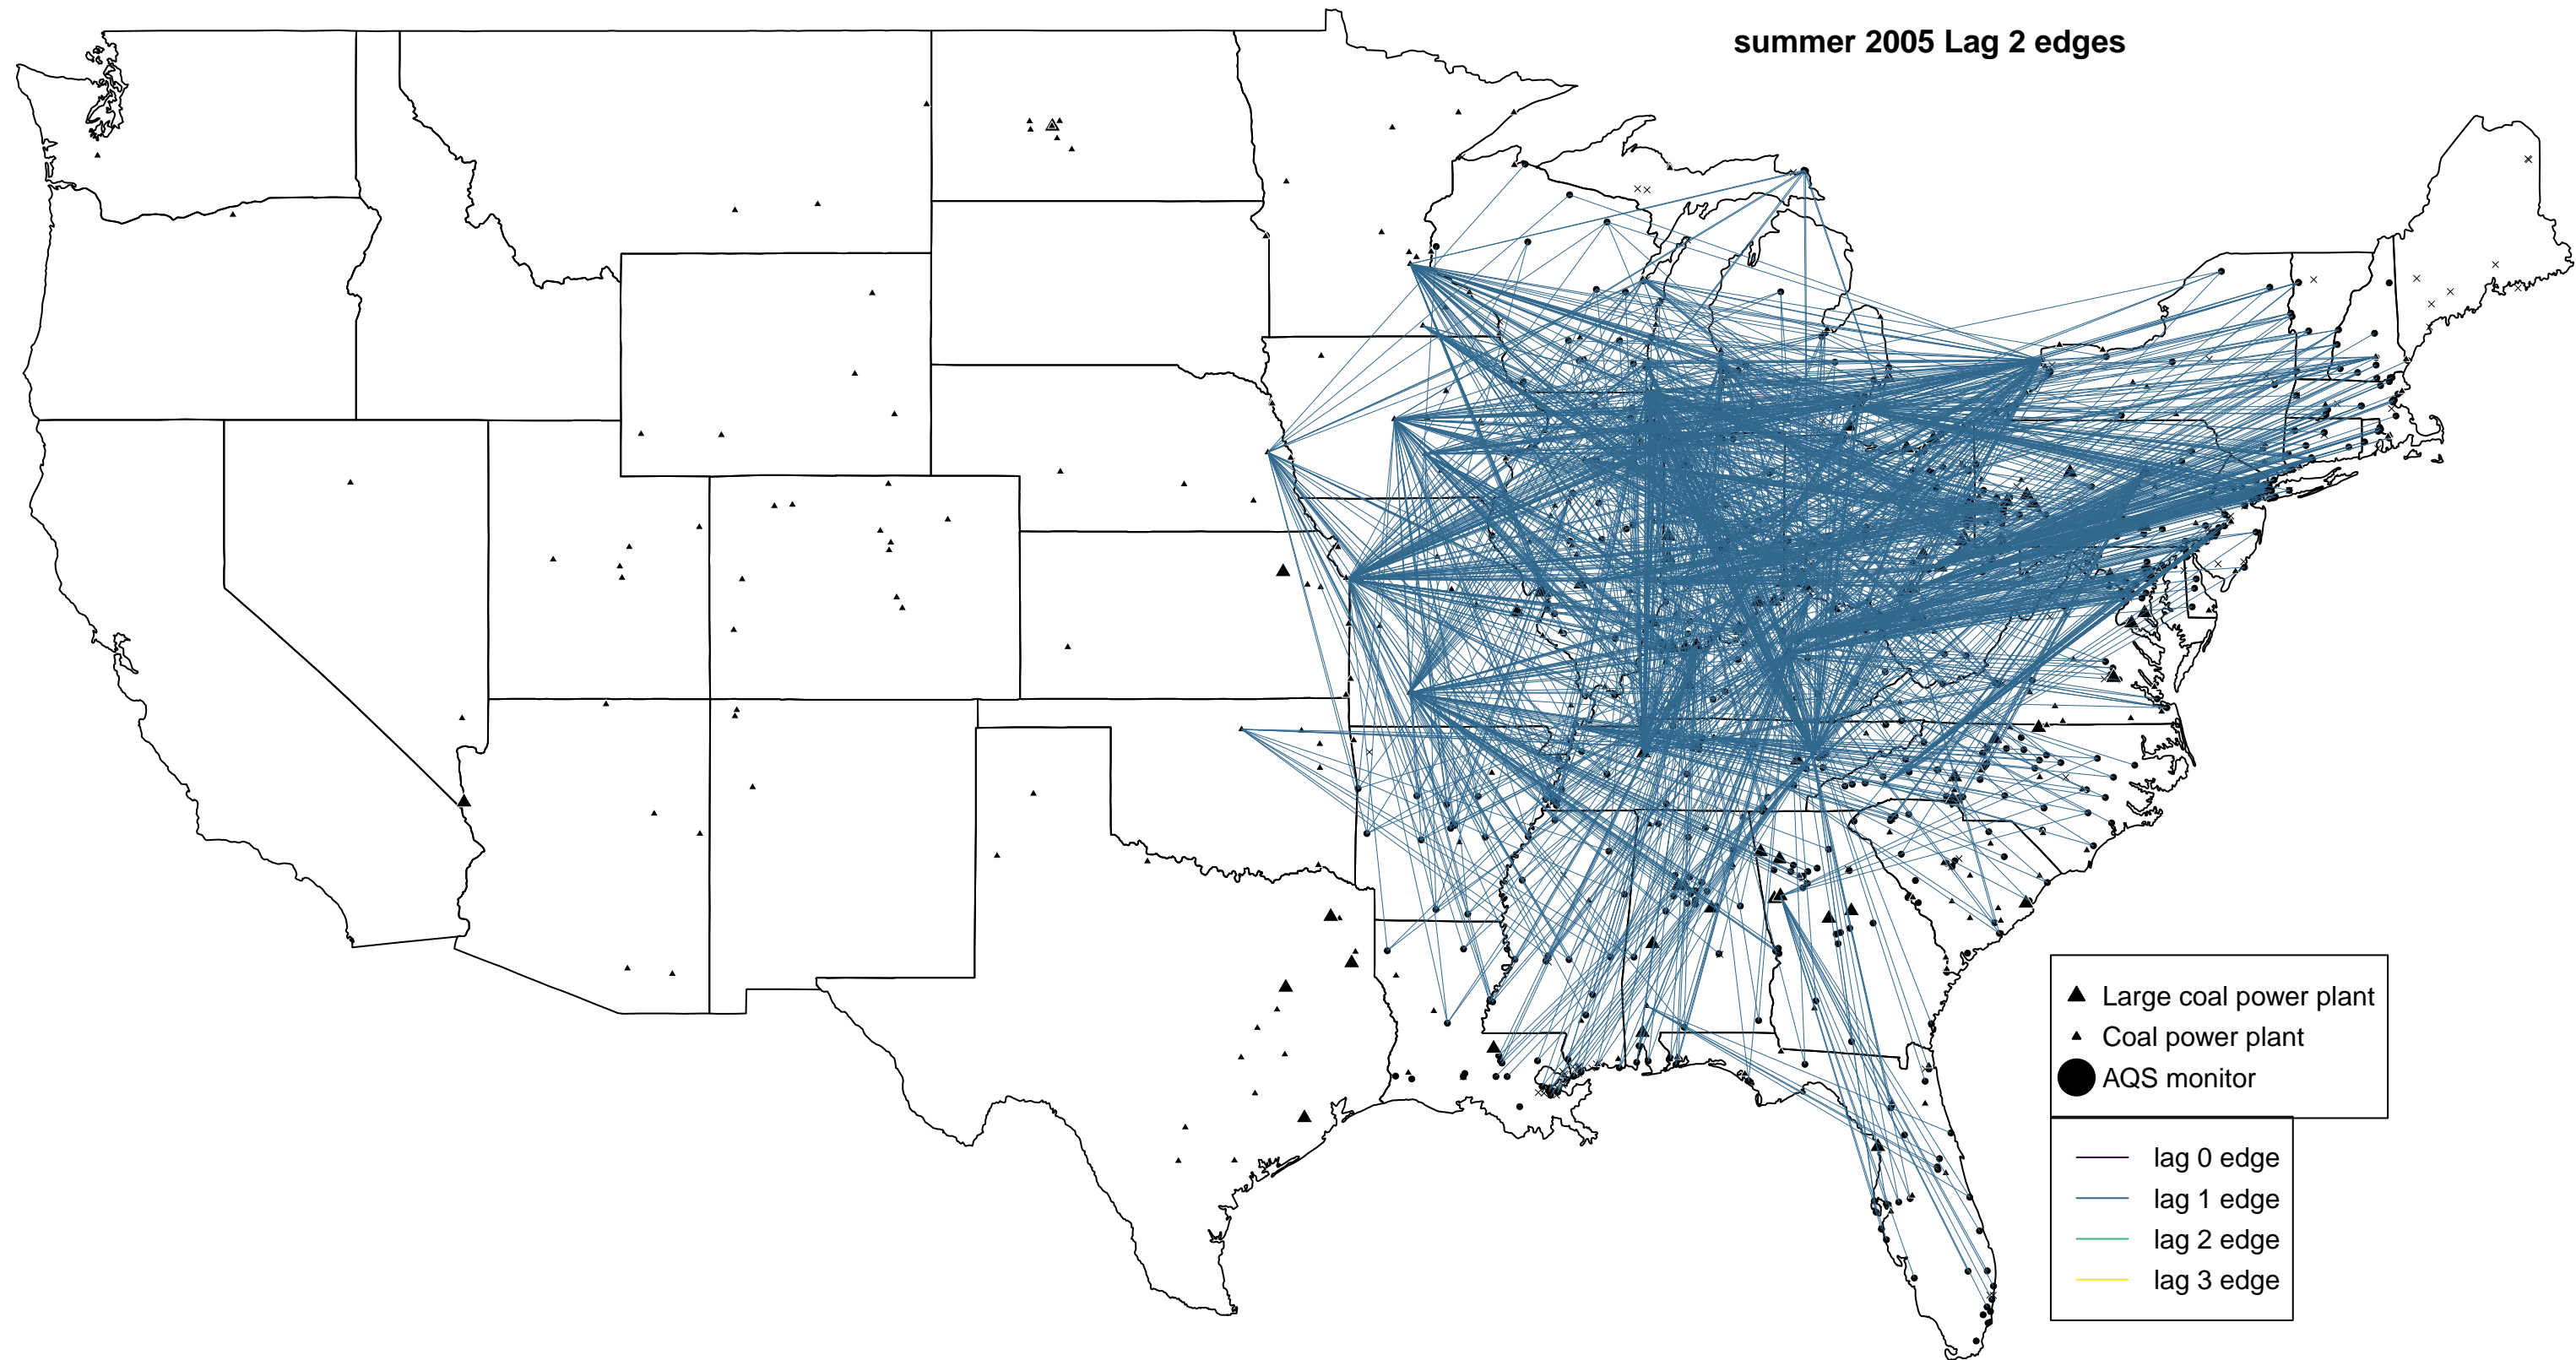 summer 2005 Lag 2 edges
Large coal power plant
Coal power plant
AQS monitor
lag 0 edge
lag 1 edge
lag 2 edge
lag 3 edge